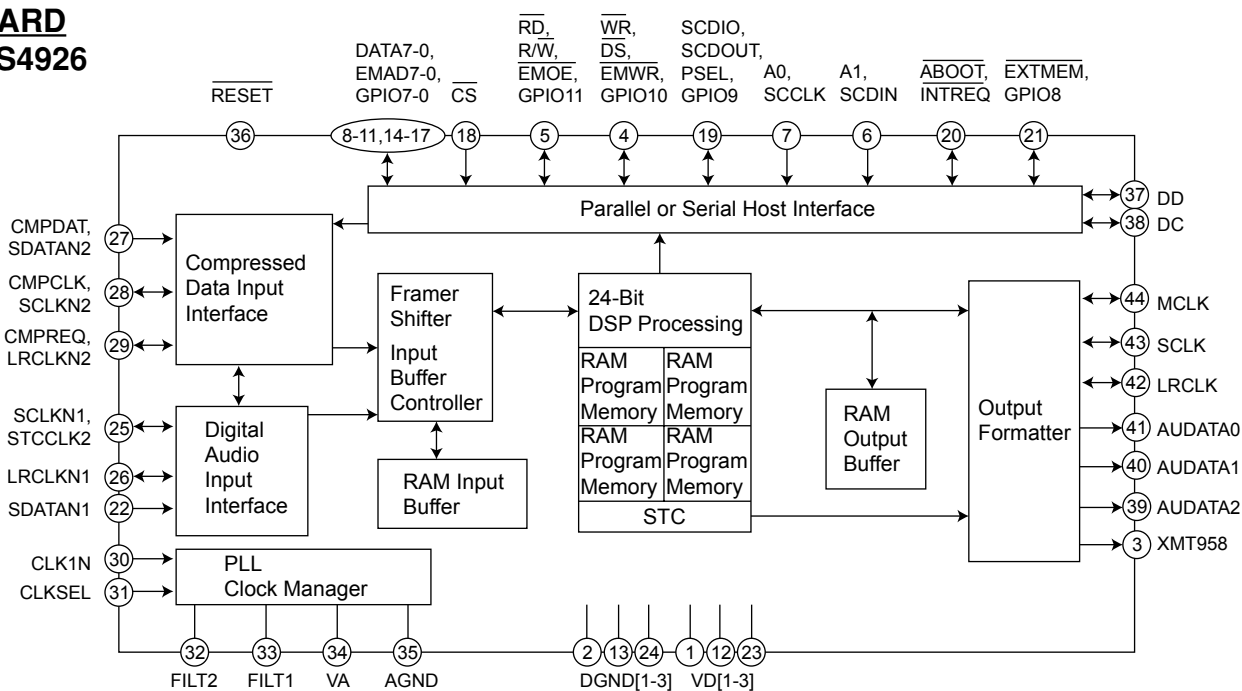 ARD
S4926
RESET
DATA7-0,
EMAD7-0,
GPIO7-0
CS
RD,
R/W,
EMOE,
GPIO11
WR,
DS,
EMWR,
GPIO10
SCDIO,
SCDOUT,
PSEL,
GPIO9
A0,
SCCLK
A1,
SCDIN
ABOOT,
INTREQ
EXTMEM,
GPIO8
36
8-11,14-17
18
5
4
19
7
6
20
21
Parallel or Serial Host Interface
37 DD
38 DC
CMPDAT,
SDATAN2
27
CMPCLK,
SCLKN2
28
CMPREQ,
LRCLKN2
29
Compressed
Data Input
Interface
Framer
Shifter
Input
Buffer
Controller
24-Bit
DSP Processing
RAM
Program
Memory
RAM
Program
Memory
RAM
Program
Memory
RAM
Program
Memory
STC
RAM
Output
Buffer
Output
Formatter
44 MCLK
43 SCLK
42 LRCLK
41 AUDATA0
40 AUDATA1
39 AUDATA2
3 XMT958
SCLKN1,
STCCLK2
25
LRCLKN1 26
SDATAN1 22
Digital
Audio
Input
Interface
RAM Input
Buffer
CLK1N 30
CLKSEL 31
PLL
Clock Manager
32
33
34
35
2
13
24
1
12
23
FILT2
FILT1
VA
AGND
DGND[1-3]
VD[1-3]